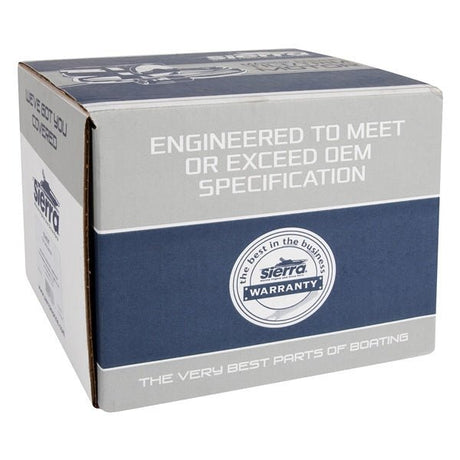 sierra
WE'VE GOT YOU
COVERED
sierra
ENGINEERED TO MEET
OR EXCEED OEM
SPECIFICATION
the best in the business
sierra
WARRANTY
THE VERY BEST PARTS OF BOATING